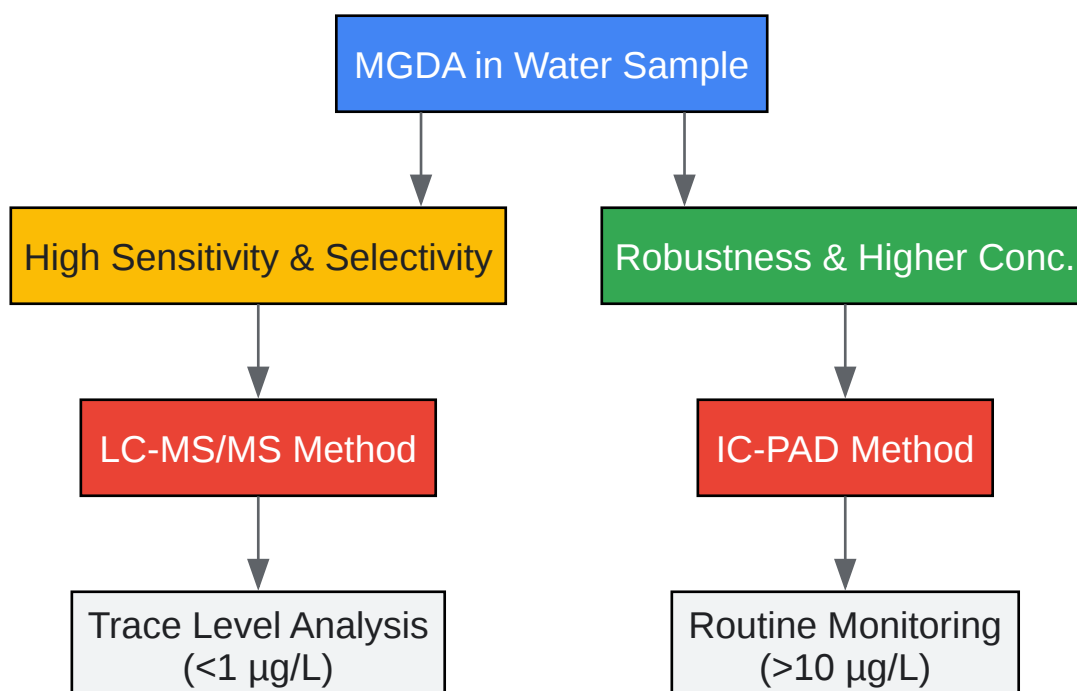 MGDA in Water Sample
High Sensitivity & Selectivity
Robustness & Higher Conc.
LC-MS/MS Method
IC-PAD Method
Trace Level Analysis
(<1 µg/L)
Routine Monitoring
(>10 µg/L)